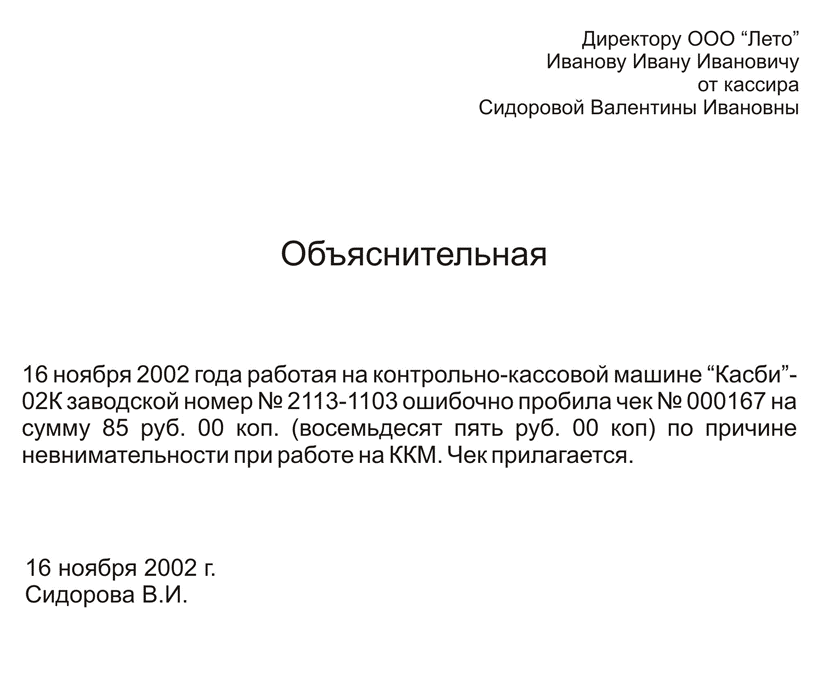 Директору ООО “Лето”
Иванову Ивану Ивановичу
от кассира
Сидоровой Валентины Ивановны
Объяснительная
16 ноября 2002 года работая на контрольно-кассовой машине “Касби”-
02К заводской номер № 2113-1103 ошибочно пробила чек № 000167 на
сумму 85 руб. 00 коп. (восемьдесят пять руб. 00 коп) по причине
невнимательности при работе на ККМ. Чек прилагается.
16 ноября 2002 г.
Сидорова В.И.